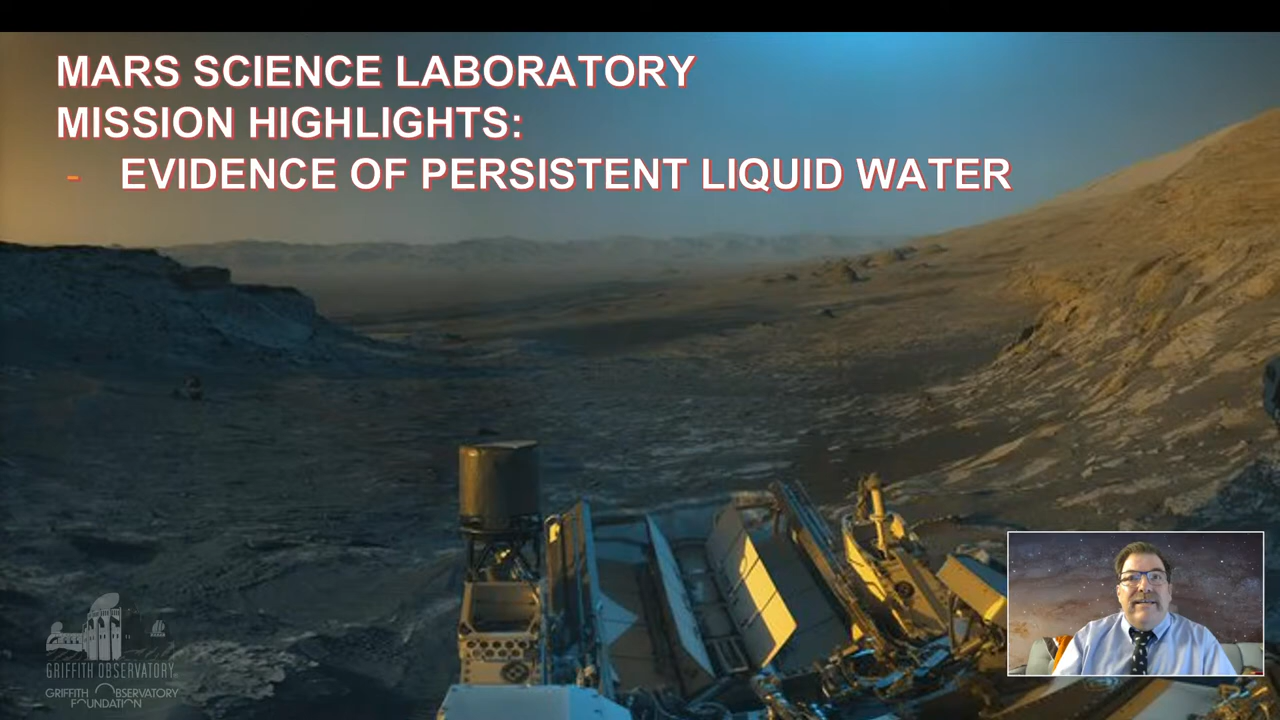 MARS SCIENCE LABORATORY
MISSION HIGHLIGHTS:
- EVIDENCE OF PERSISTENT LIQUID WATER
GRIFFITH OBSERVATORY
GRIFFITH OBSERVATORY
FOUNDATION